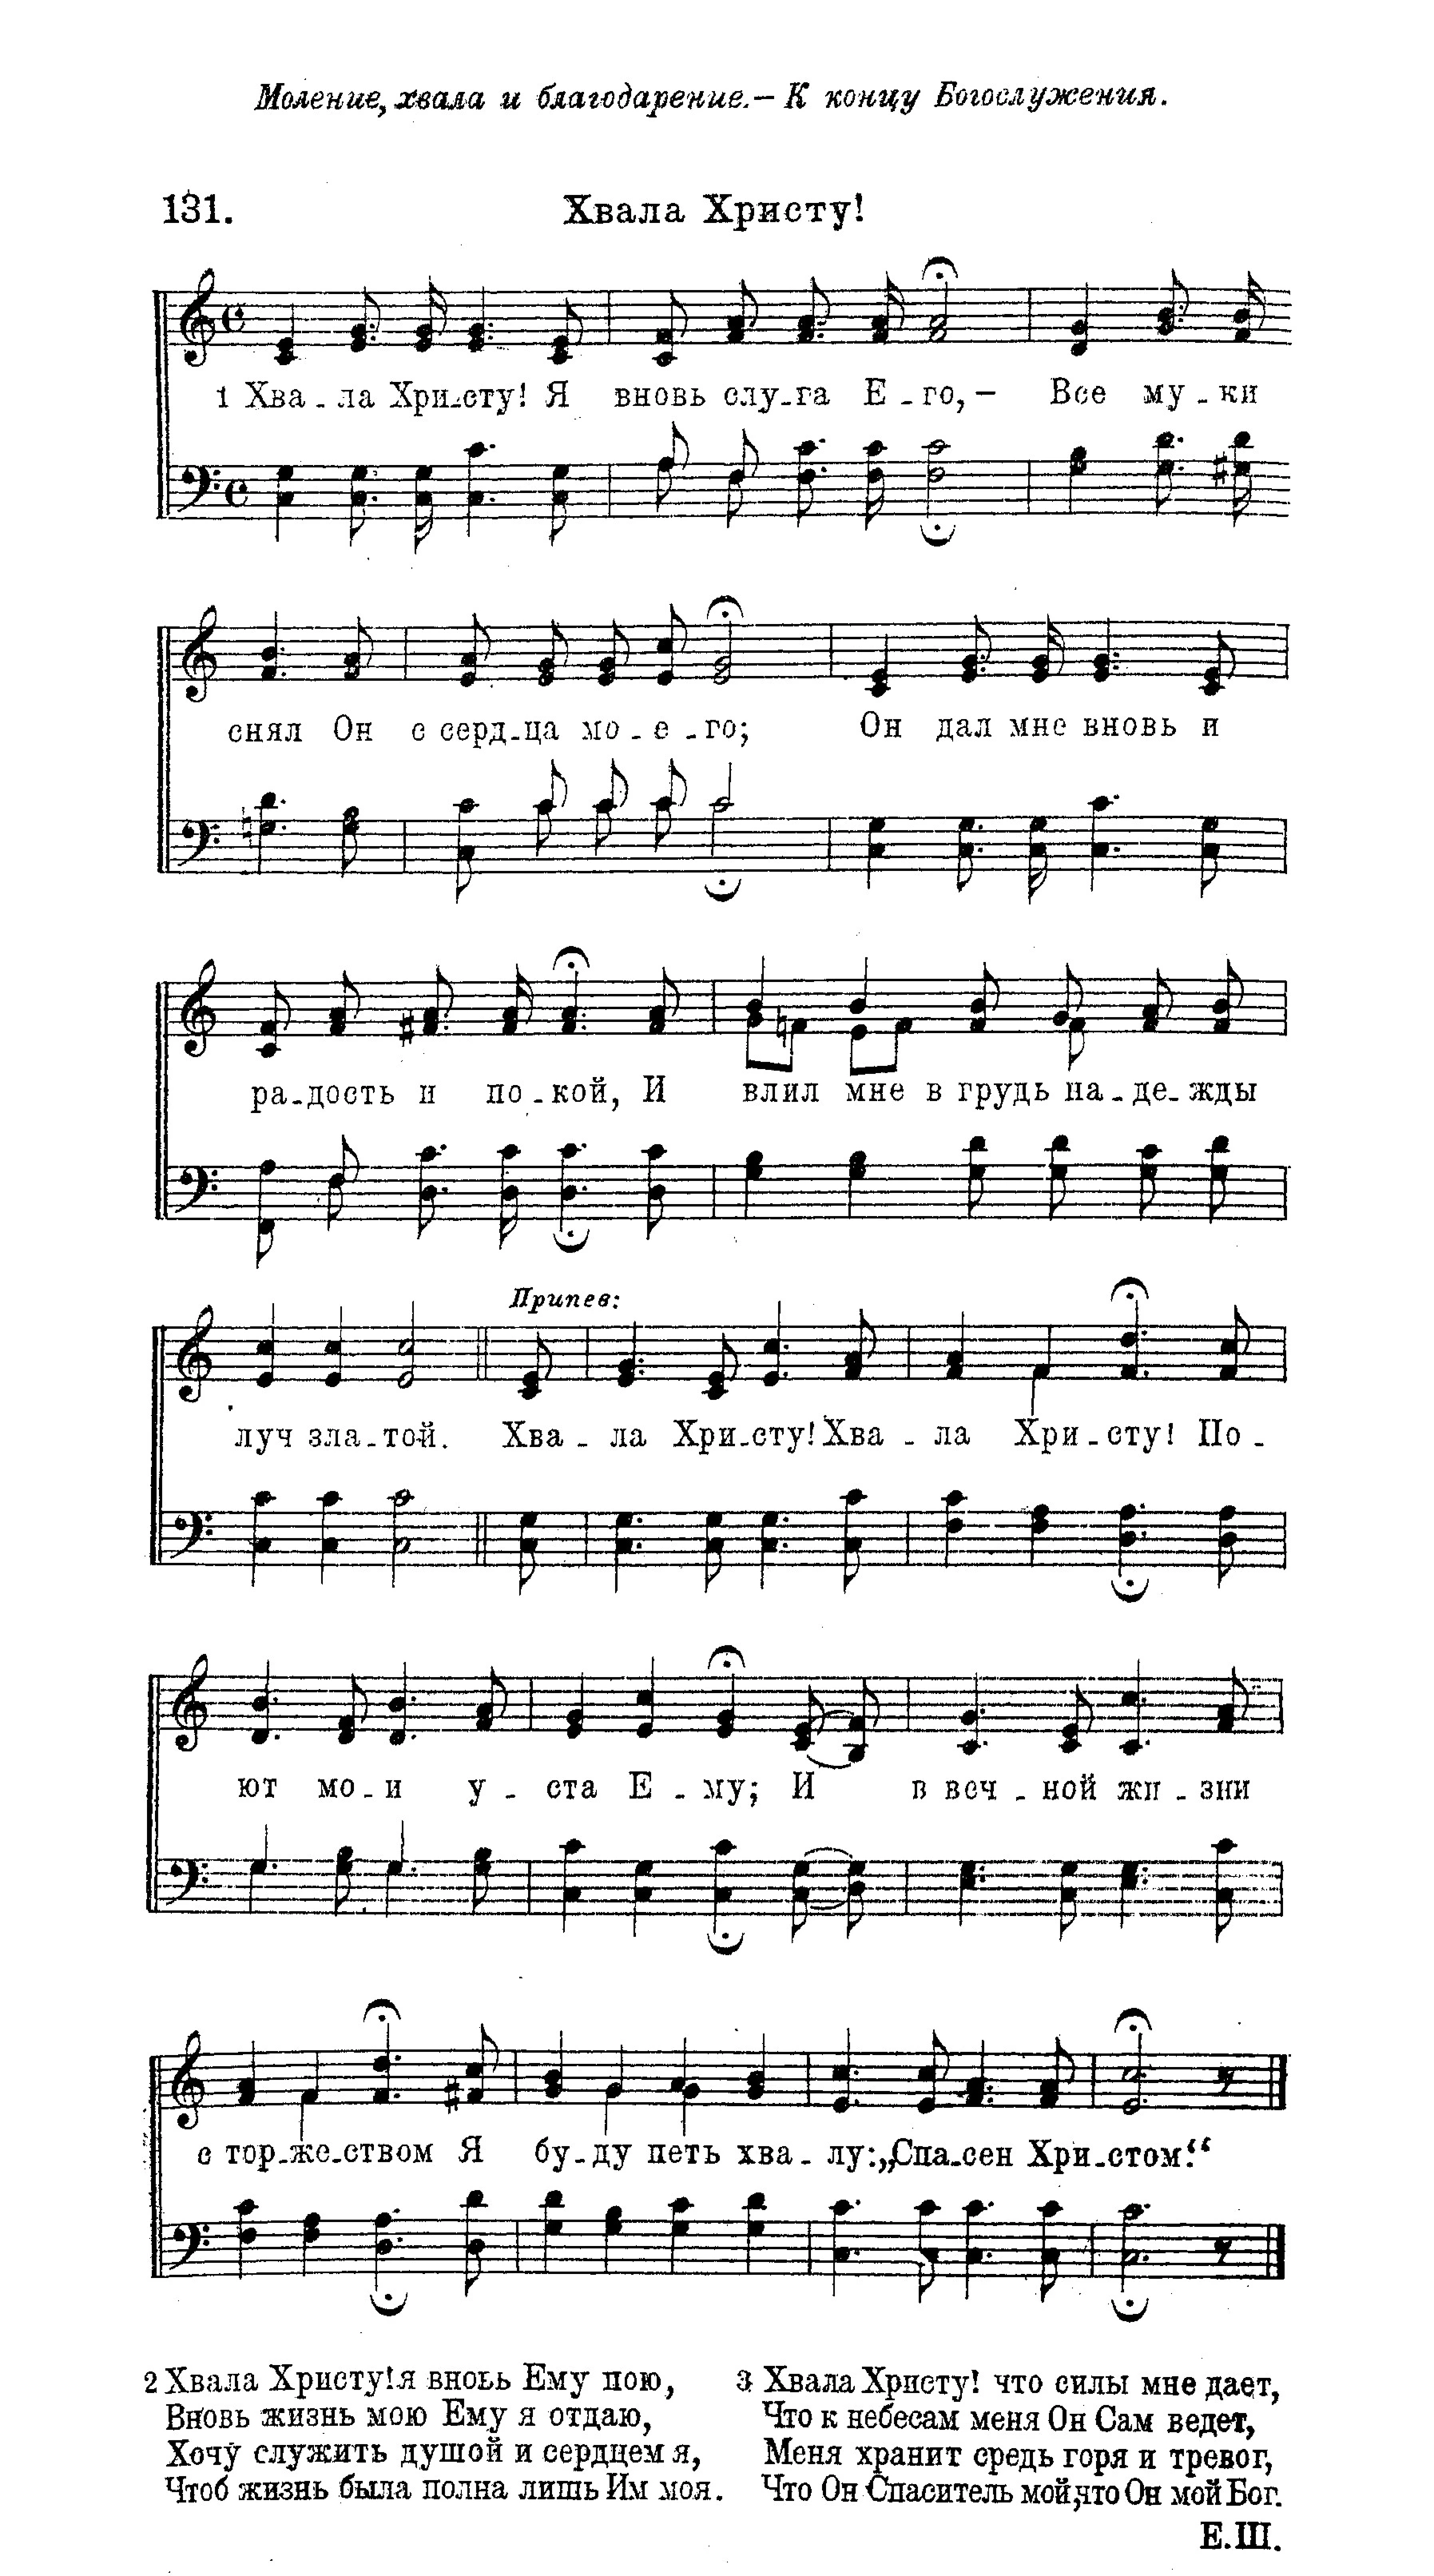 Моление, хвала и благодарение.— К концу Богослужения.
131.
Хвала Христу!
1 Хва - ла Хри-сту! Я вновь слу-га Е - го, — Все му - ки
снял Он с серд-ца мо - е - го; Он дал мне вновь и
ра-дость и по - кой, И влил мне в грудь на - де - жды
Припев:
луч зла-той. Хва - ла Хри-сту! Хва - ла Хри-сту! По -
ют мо - и у - ста Е - му; И в веч - ной жи - зни
с тор-же-ством Я бу-ду петь хва - лу: „Спа-сен Хри-стом.“
2 Хвала Христу! я вновь Ему пою,
Вновь жизнь мою Ему я отдаю,
Хочу служить душой и сердцем я,
Чтоб жизнь была полна лишь Им моя.
3 Хвала Христу! что силы мне дает,
Что к небесам меня Он Сам ведет,
Меня хранит средь горя и тревог,
Что Он Спаситель мой, что Он мой Бог.
Е.Ш.